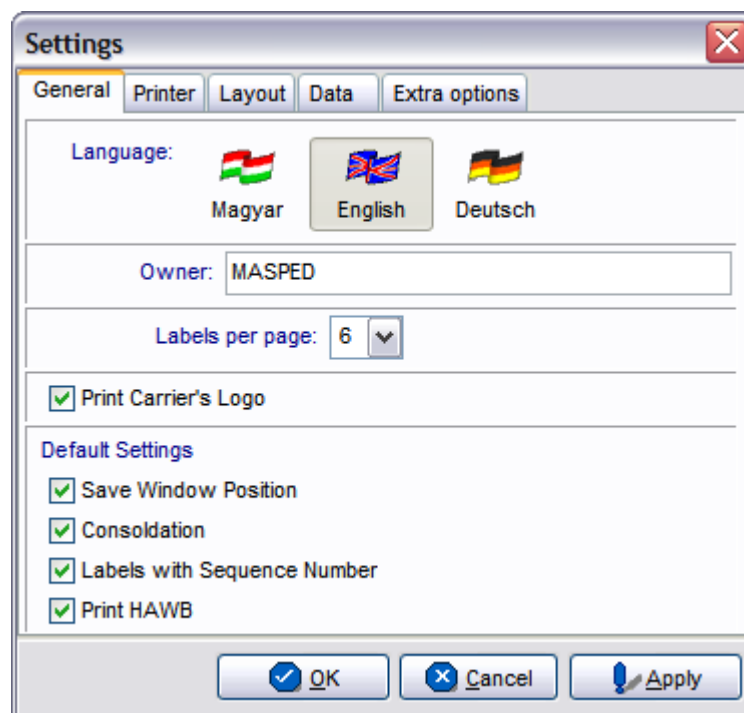 Settings
General Printer Layout Data Extra options
Language:
Magyar English Deutsch
Owner: MASPED
Labels per page: 6
Print Carrier's Logo
Default Settings
Save Window Position
Consoldation
Labels with Sequence Number
Print HAWB
OK Cancel Apply